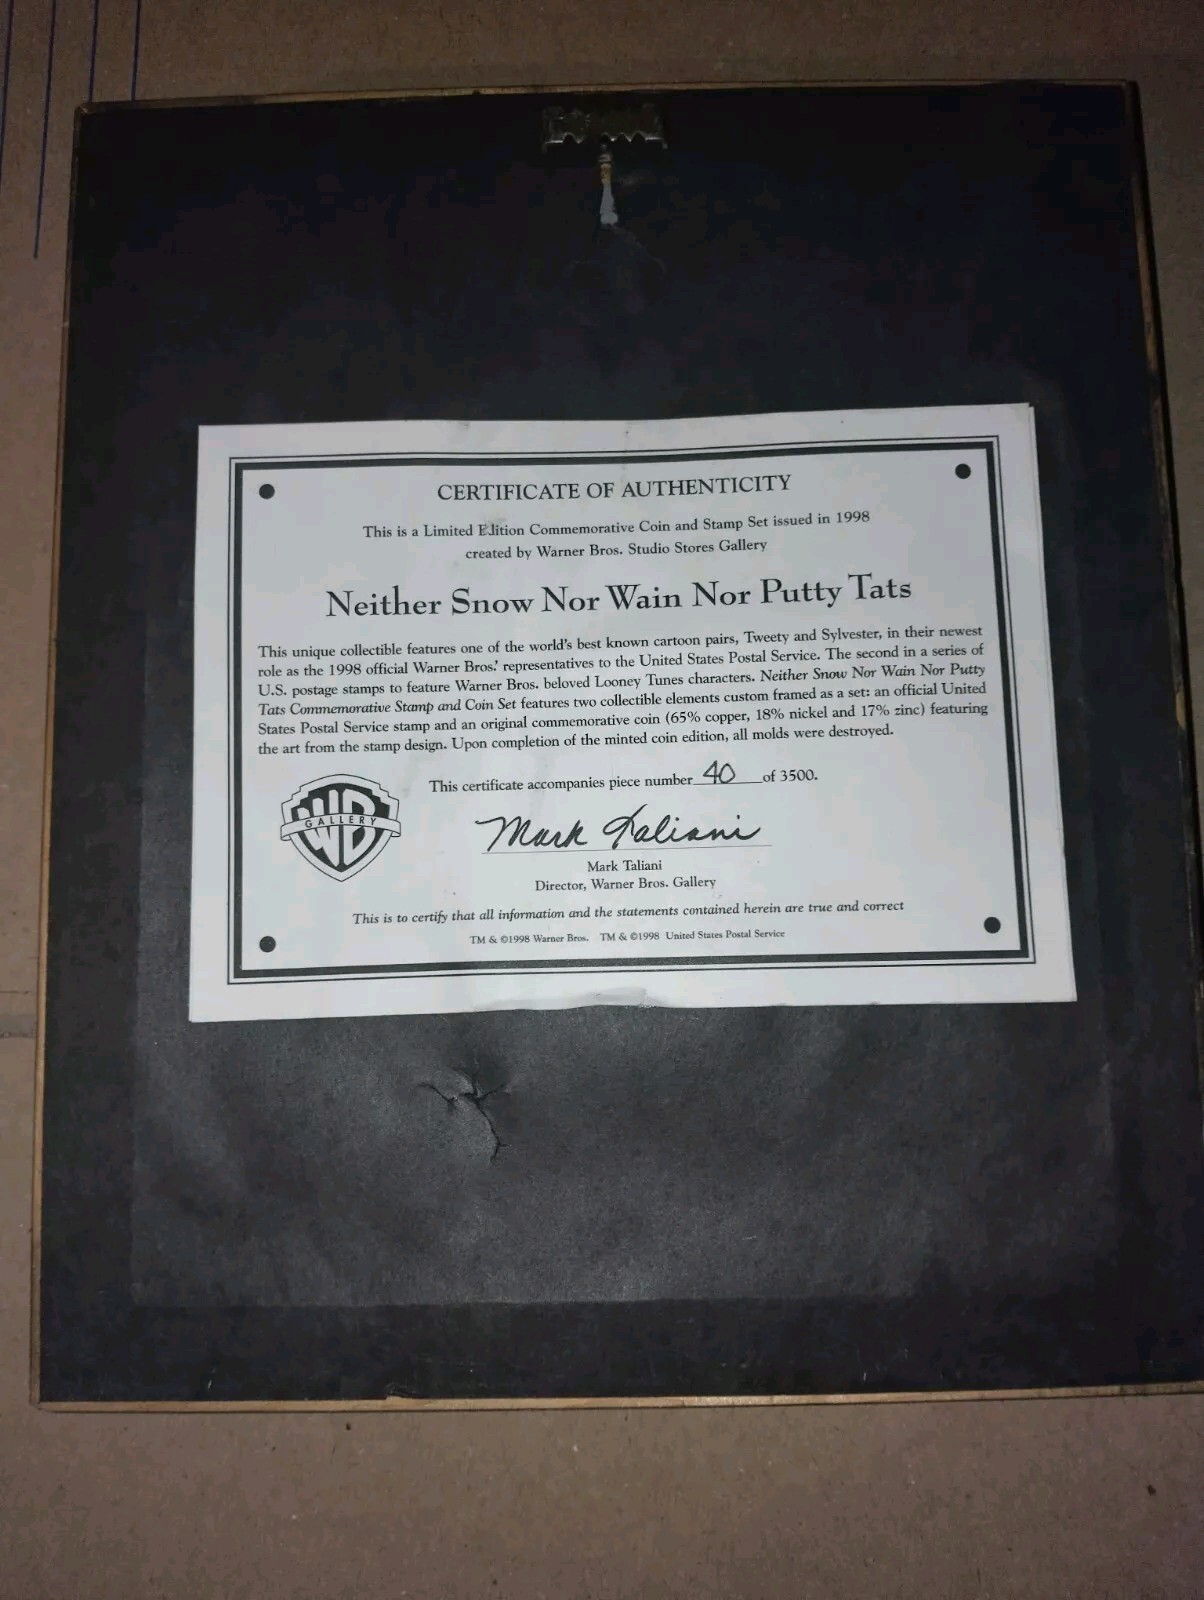 CERTIFICATE OF AUTHENTICITY
This is a Limited Edition Commemorative Coin and Stamp Set issued in 1998
created by Warner Bros. Studio Stores Gallery
Neither Snow Nor Wain Nor Putty Tats
This unique collectible features one of the world's best known cartoon pairs, Tweety and Sylvester, in their newest
role as the 1998 official Warner Bros.' representatives to the United States Postal Service. The second in a series of
U.S. postage stamps to feature Warner Bros. beloved Looney Tunes characters. Neither Snow Nor Wain Nor Putty
Tats Commemorative Stamp and Coin Set features two collectible elements custom framed as a set: an official United
States Postal Service stamp and an original commemorative coin (65% copper, 18% nickel and 17% zinc) featuring
the art from the stamp design. Upon completion of the minted coin edition, all molds were destroyed.
This certificate accompanies piece number 40 of 3500.
WB
GALLERY
Mark Taliani
Mark Taliani
Director, Warner Bros. Gallery
This is to certify that all information and the statements contained herein are true and correct
TM & ©1998 Warner Bros. TM & ©1998 United States Postal Service